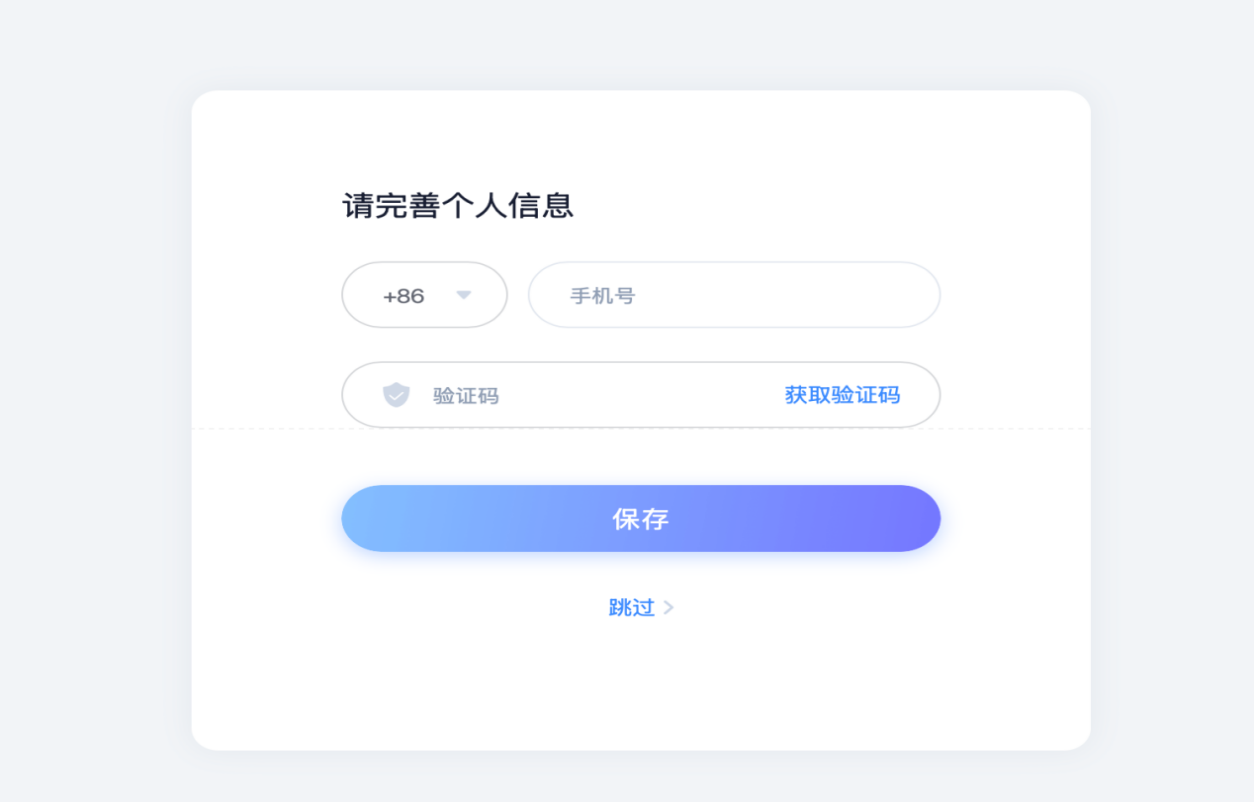 请完善个人信息
+86 手机号
验证码 获取验证码
保存
跳过